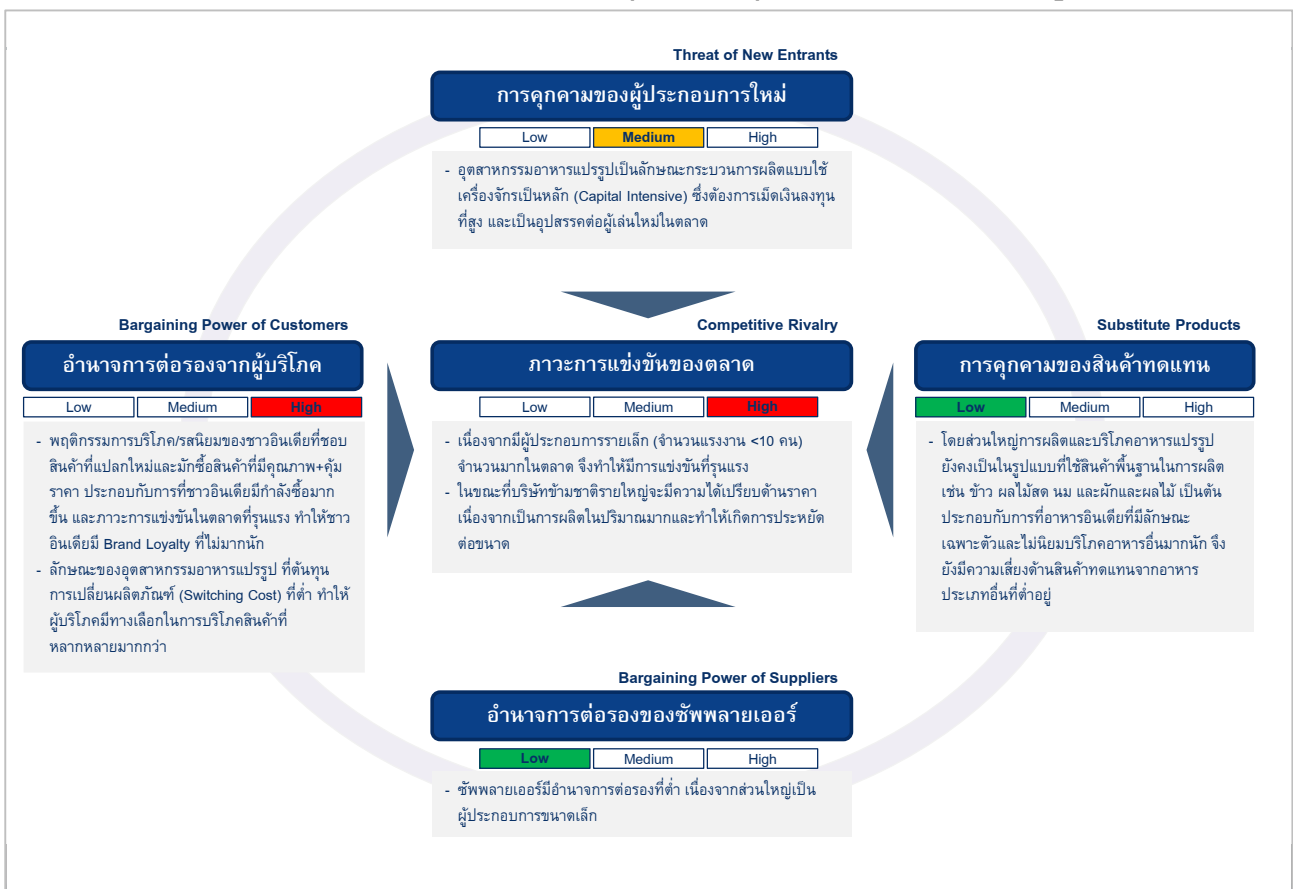 Threat of New Entrants
การคุกคามของผู้ประกอบการใหม่
Low Medium High
- อุตสาหกรรมอาหารแปรรูปเป็นลักษณะกระบวนการผลิตแบบใช้
เครื่องจักรเป็นหลัก (Capital Intensive) ซึ่งต้องการเม็ดเงินลงทุน
ที่สูง และเป็นอุปสรรคต่อผู้เล่นใหม่ในตลาด
Bargaining Power of Customers
อำนาจการต่อรองจากผู้บริโภค
Low Medium High
- พฤติกรรมการบริโภค/รสนิยมของชาวอินเดียที่ชอบ
สินค้าที่แปลกใหม่และมักซื้อสินค้าที่มีคุณภาพ+คุ้ม
ราคา ประกอบกับการที่ชาวอินเดียมีกำลังซื้อมาก
ขึ้น และภาวะการแข่งขันในตลาดที่รุนแรง ทำให้ชาว
อินเดียมี Brand Loyalty ที่ไม่มากนัก
- ลักษณะของอุตสาหกรรมอาหารแปรรูป ที่ต้นทุน
การเปลี่ยนผลิตภัณฑ์ (Switching Cost) ที่ต่ำ ทำให้
ผู้บริโภคมีทางเลือกในการบริโภคสินค้าที่
หลากหลายมากกว่า
Competitive Rivalry
ภาวะการแข่งขันของตลาด
Low Medium High
- เนื่องจากมีผู้ประกอบการรายเล็ก (จำนวนแรงงาน <10 คน)
จำนวนมากในตลาด จึงทำให้มีการแข่งขันที่รุนแรง
- ในขณะที่บริษัทข้ามชาติรายใหญ่จะมีความได้เปรียบด้านราคา
เนื่องจากเป็นการผลิตในปริมาณมากและทำให้เกิดการประหยัด
ต่อขนาด
Substitute Products
การคุกคามของสินค้าทดแทน
Low Medium High
- โดยส่วนใหญ่การผลิตและบริโภคอาหารแปรรูป
ยังคงเป็นในรูปแบบที่ใช้สินค้าพื้นฐานในการผลิต
เช่น ข้าว ผลไม้สด นม และผักและผลไม้ เป็นต้น
ประกอบกับการที่อาหารอินเดียที่มีลักษณะ
เฉพาะตัวและไม่นิยมบริโภคอาหารอื่นมากนัก จึง
ยังมีความเสี่ยงด้านสินค้าทดแทนจากอาหาร
ประเภทอื่นที่ต่ำอยู่
Bargaining Power of Suppliers
อำนาจการต่อรองของซัพพลายเออร์
Low Medium High
- ซัพพลายเออร์มีอำนาจการต่อรองที่ต่ำ เนื่องจากส่วนใหญ่เป็น
ผู้ประกอบการขนาดเล็ก